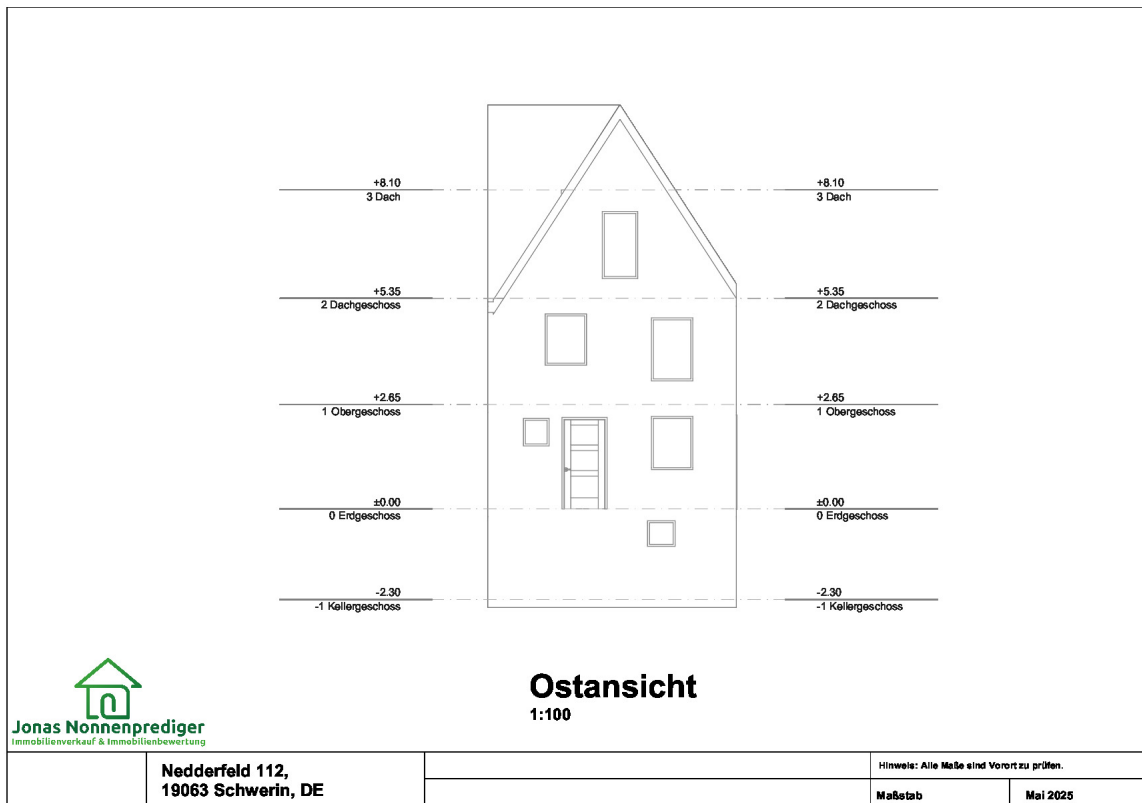 +8.10
3 Dach
+8.10
3 Dach
+5.35
2 Dachgeschoss
+5.35
2 Dachgeschoss
+2.65
1 Obergeschoss
+2.65
1 Obergeschoss
±0.00
0 Erdgeschoss
±0.00
0 Erdgeschoss
-2.30
-1 Kellergeschoss
-2.30
-1 Kellergeschoss
Ostansicht
1:100
Jonas Nonnenprediger
Immobilienverkauf & Immobilienbewertung
Nedderfeld 112,
19063 Schwerin, DE
Hinweis: Alle Maße sind Vorort zu prüfen.
Maßstab
Mai 2025